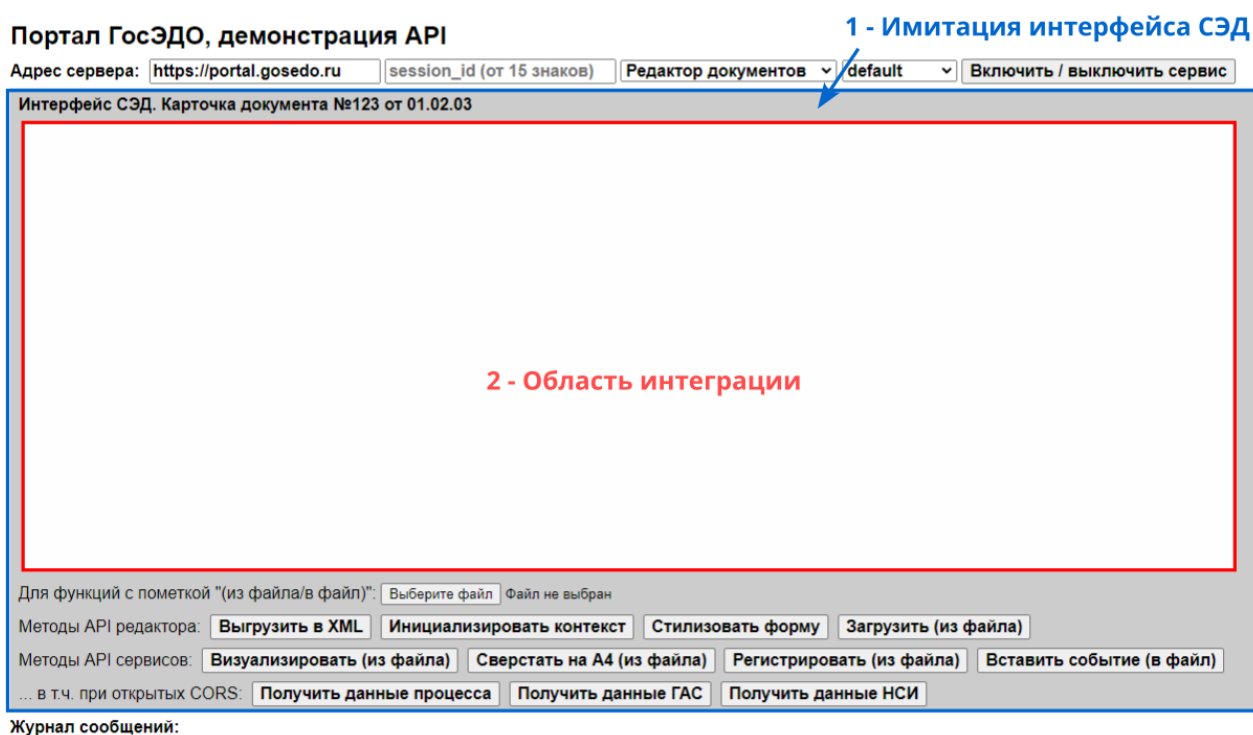 1 - Имитация интерфейса СЭД
Портал ГосЭДО, демонстрация API
Адрес сервера: https://portal.gosedo.ru session_id (от 15 знаков) Редактор документов default Включить / выключить сервис
Интерфейс СЭД. Карточка документа №123 от 01.02.03
2 - Область интеграции
Для функций с пометкой "(из файла/в файл)": Выберите файл Файл не выбран
Методы API редактора: Выгрузить в XML Инициализировать контекст Стилизовать форму Загрузить (из файла)
Методы API сервисов: Визуализировать (из файла) Сверстать на А4 (из файла) Регистрировать (из файла) Вставить событие (в файл)
... в т.ч. при открытых CORS: Получить данные процесса Получить данные ГАС Получить данные НСИ
Журнал сообщений: